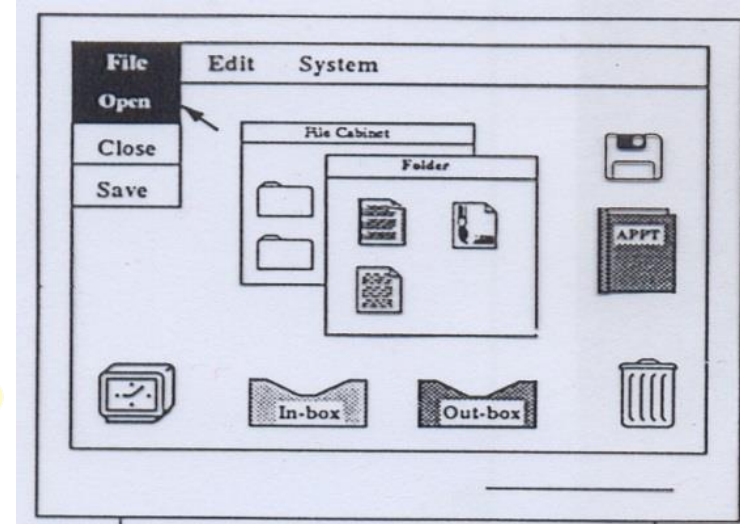 File Edit System
Open
Close
Save
File Cabinet
Folder
APPT
In-box
Out-box